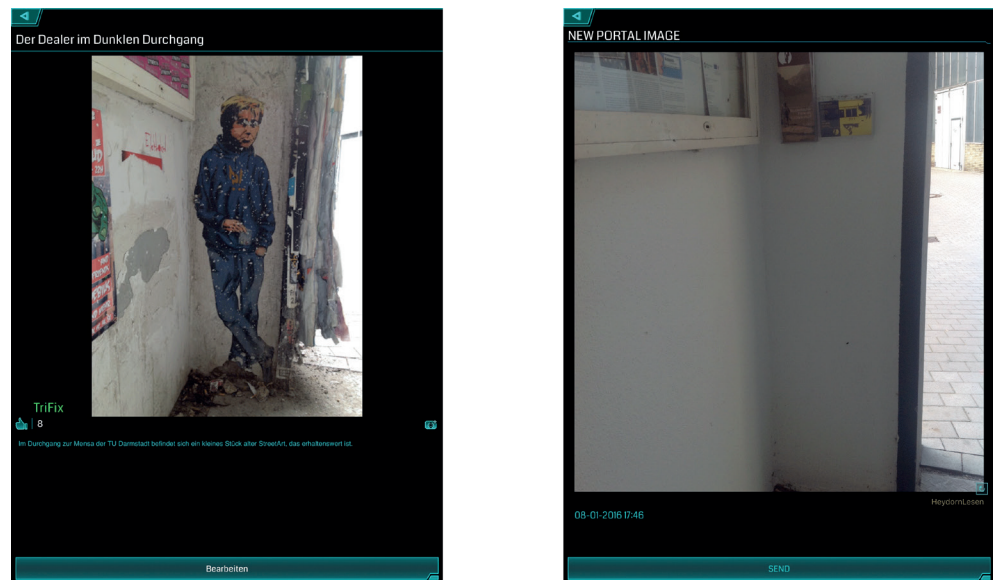 Der Dealer im Dunklen Durchgang
TriFix
8
Im Durchgang zur Mensa der TU Darmstadt befindet sich ein kleines Stück alter StreetArt, das erhaltenswert ist.
Bearbeiten
NEW PORTAL IMAGE
HeydornLesen
08-01-2016 17:46
SEND